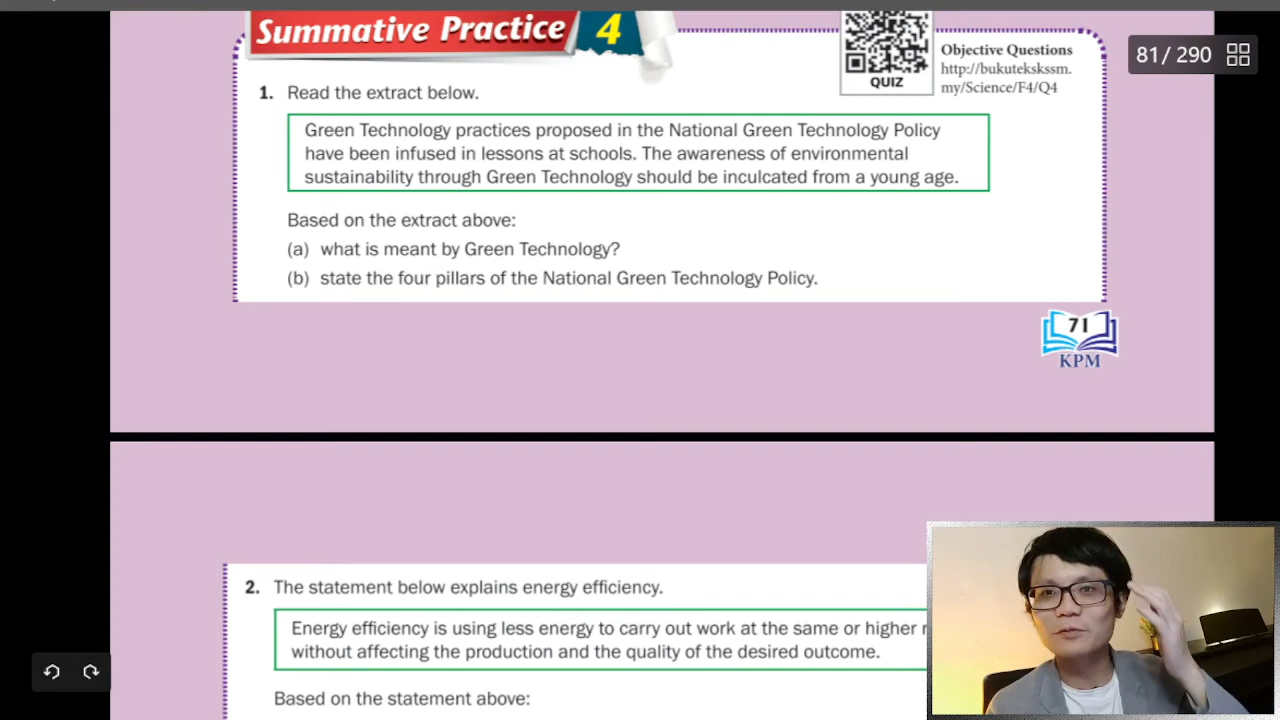 Summative Practice 4
QUIZ
Objective Questions
http://bukutekskssm.
my/Science/F4/Q4
81/ 290
1. Read the extract below.
Green Technology practices proposed in the National Green Technology Policy
have been infused in lessons at schools. The awareness of environmental
sustainability through Green Technology should be inculcated from a young age.
Based on the extract above:
(a) what is meant by Green Technology?
(b) state the four pillars of the National Green Technology Policy.
71
KPM
2. The statement below explains energy efficiency.
Energy efficiency is using less energy to carry out work at the same or higher
without affecting the production and the quality of the desired outcome.
Based on the statement above: